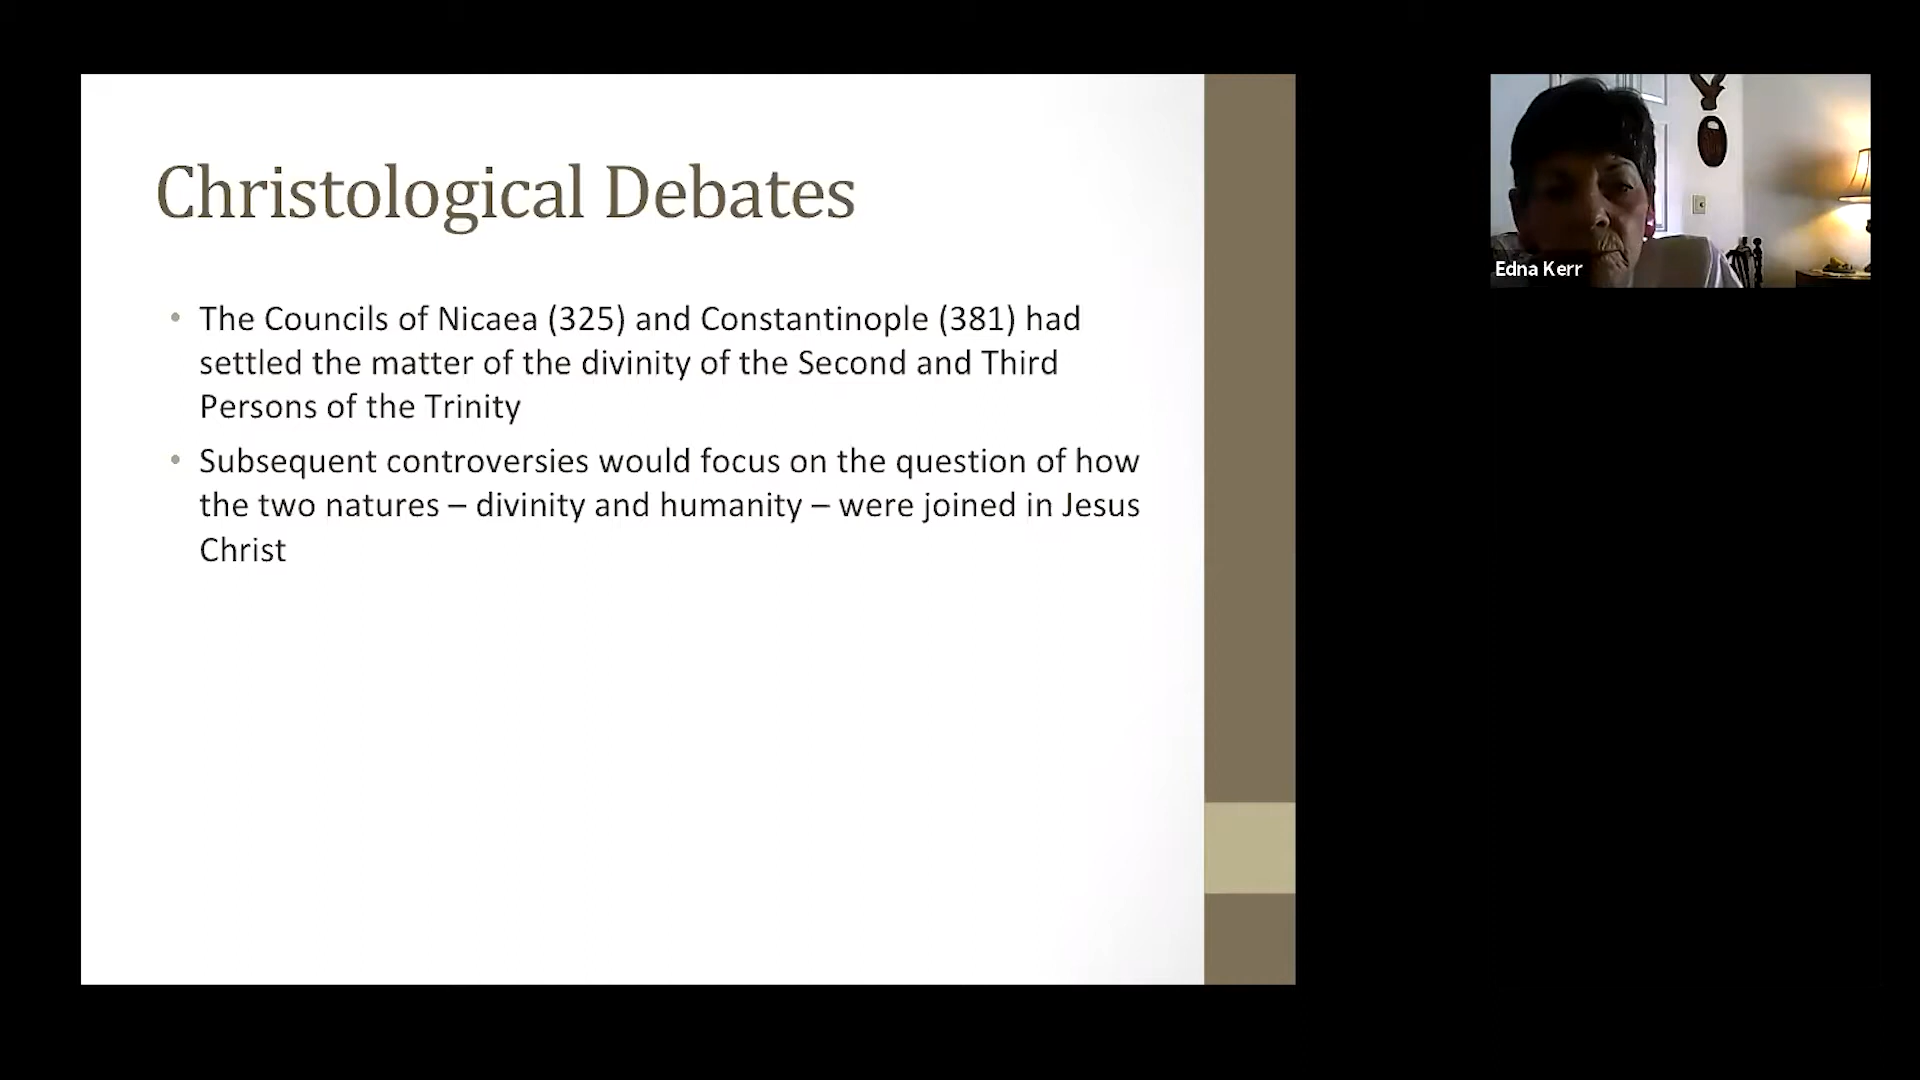 Christological Debates
• The Councils of Nicaea (325) and Constantinople (381) had
settled the matter of the divinity of the Second and Third
Persons of the Trinity
• Subsequent controversies would focus on the question of how
the two natures – divinity and humanity – were joined in Jesus
Christ
Edna Kerr